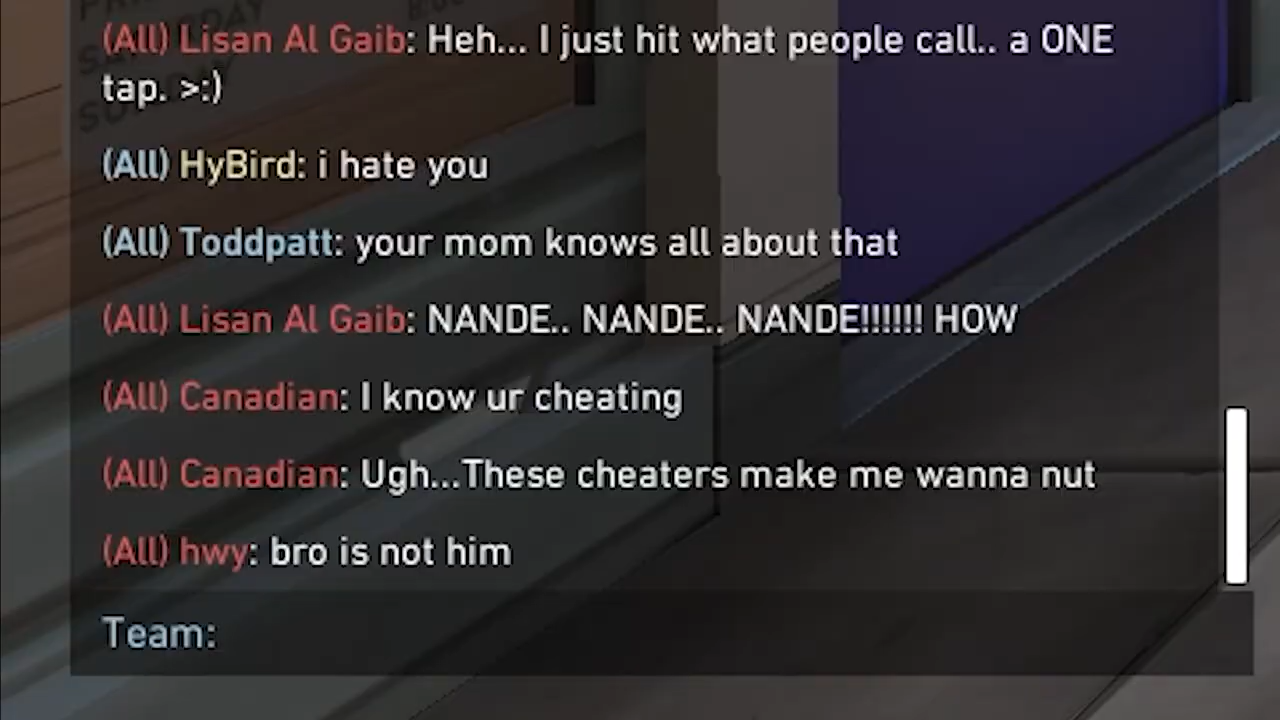 (All) Lisan Al Gaib: Heh... I just hit what people call.. a ONE
tap. >:)
(All) HyBird: i hate you
(All) Toddpatt: your mom knows all about that
(All) Lisan Al Gaib: NANDE.. NANDE.. NANDE!!!!!! HOW
(All) Canadian: I know ur cheating
(All) Canadian: Ugh...These cheaters make me wanna nut
(All) hwy: bro is not him
Team: